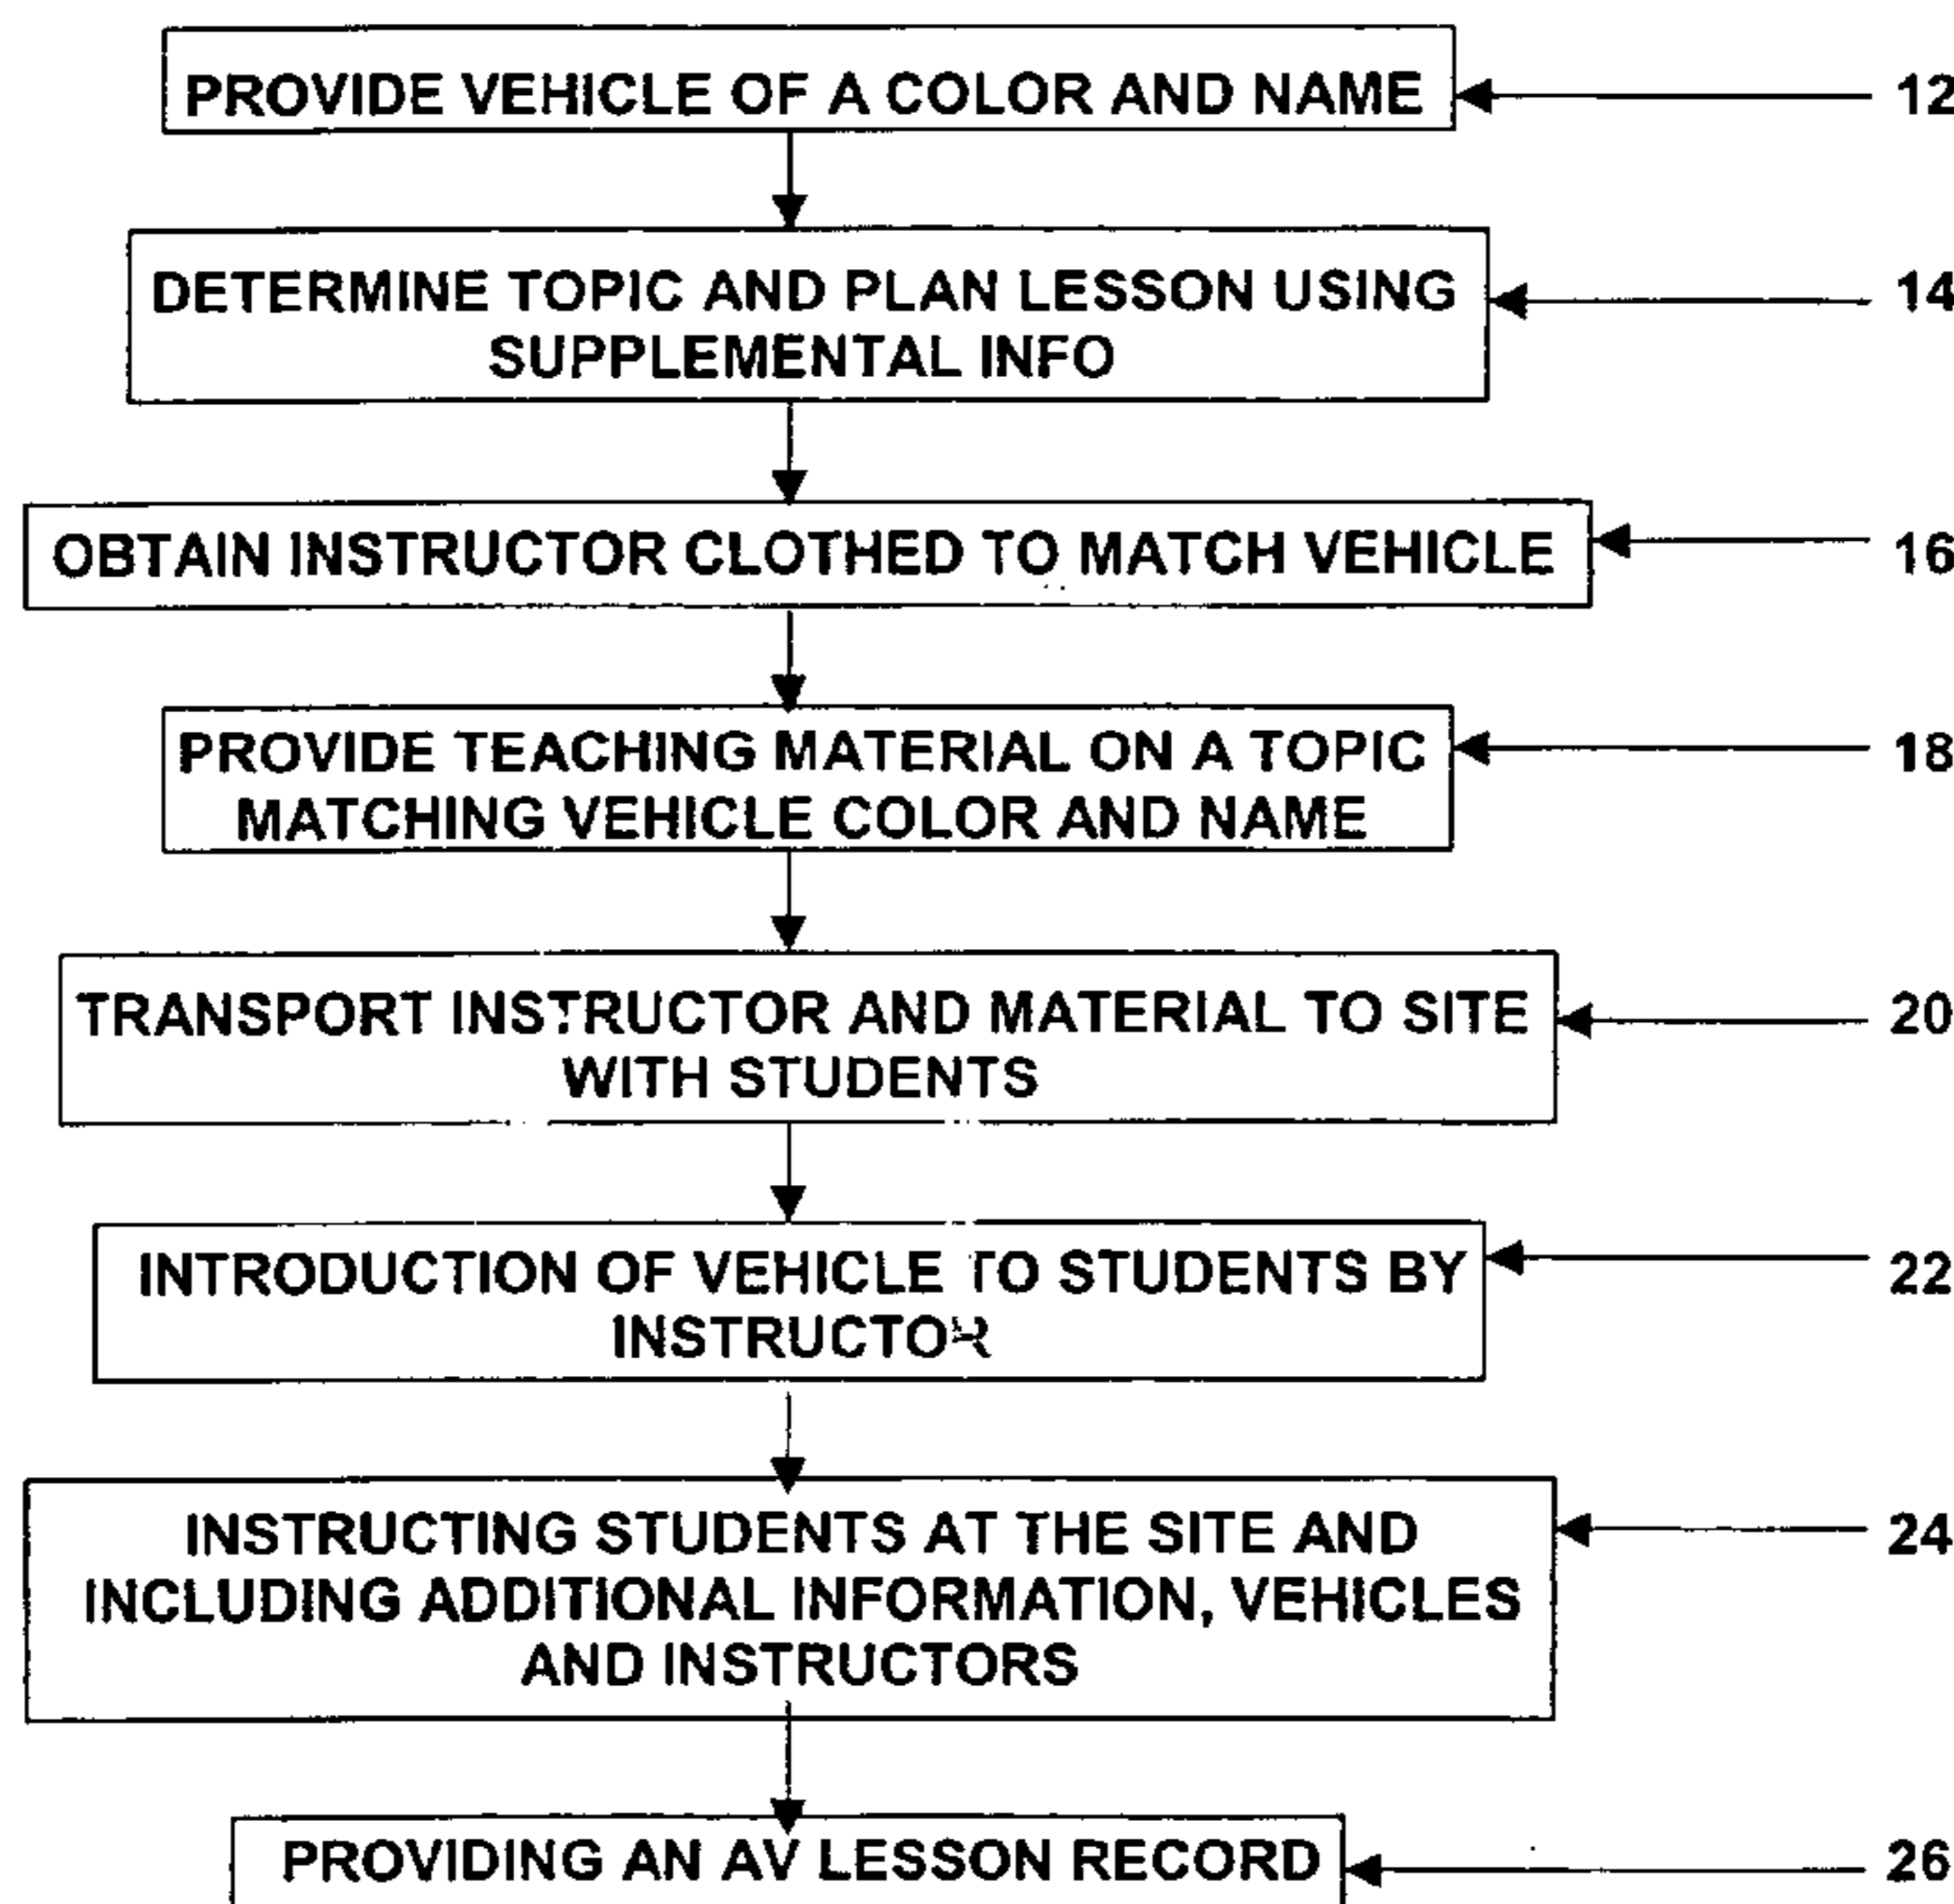 PROVIDE VEHICLE OF A COLOR AND NAME
12
DETERMINE TOPIC AND PLAN LESSON USING
SUPPLEMENTAL INFO
14
OBTAIN INSTRUCTOR CLOTHED TO MATCH VEHICLE
16
PROVIDE TEACHING MATERIAL ON A TOPIC
MATCHING VEHICLE COLOR AND NAME
18
TRANSPORT INSTRUCTOR AND MATERIAL TO SITE
WITH STUDENTS
20
INTRODUCTION OF VEHICLE TO STUDENTS BY
INSTRUCTOR
22
INSTRUCTING STUDENTS AT THE SITE AND
INCLUDING ADDITIONAL INFORMATION, VEHICLES
AND INSTRUCTORS
24
PROVIDING AN AV LESSON RECORD
26